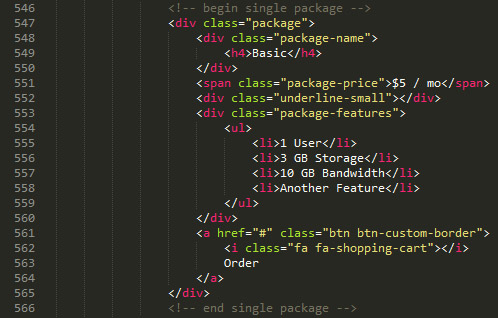 546 <!-- begin single package -->
547 <div class="package">
548 <div class="package-name">
549 <h4>Basic</h4>
550 </div>
551 <span class="package-price">$5 / mo</span>
552 <div class="underline-small"></div>
553 <div class="package-features">
554 <ul>
555 <li>1 User</li>
556 <li>3 GB Storage</li>
557 <li>10 GB Bandwidth</li>
558 <li>Another Feature</li>
559 </ul>
560 </div>
561 <a href="#" class="btn btn-custom-border">
562 <i class="fa fa-shopping-cart"></i>
563 Order
564 </a>
565 </div>
566 <!-- end single package -->